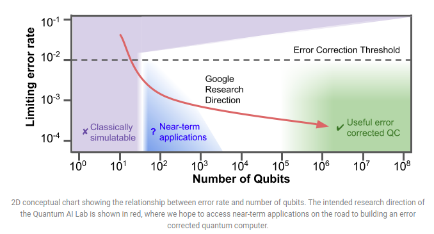 10-1
Error Correction Threshold
10-2
Google
Research
Direction
10-3
✘ Classically
simulatable
? Near-term
applications
✔ Useful error
corrected QC
10-4
Limiting error rate
100 101 102 103 104 105 106 107 108
Number of Qubits
2D conceptual chart showing the relationship between error rate and number of qubits. The intended research direction of
the Quantum AI Lab is shown in red, where we hope to access near-term applications on the road to building an error
corrected quantum computer.